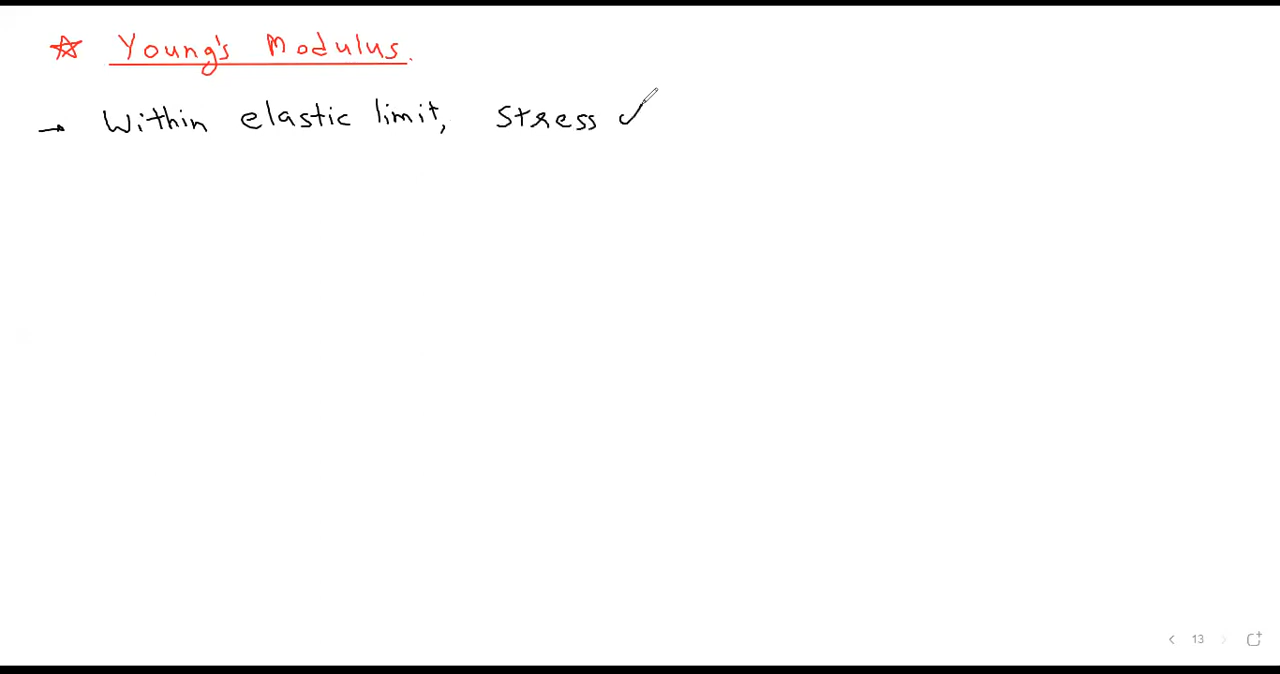 ☆ Young's Modulus.
→ Within elastic limit, stress
13